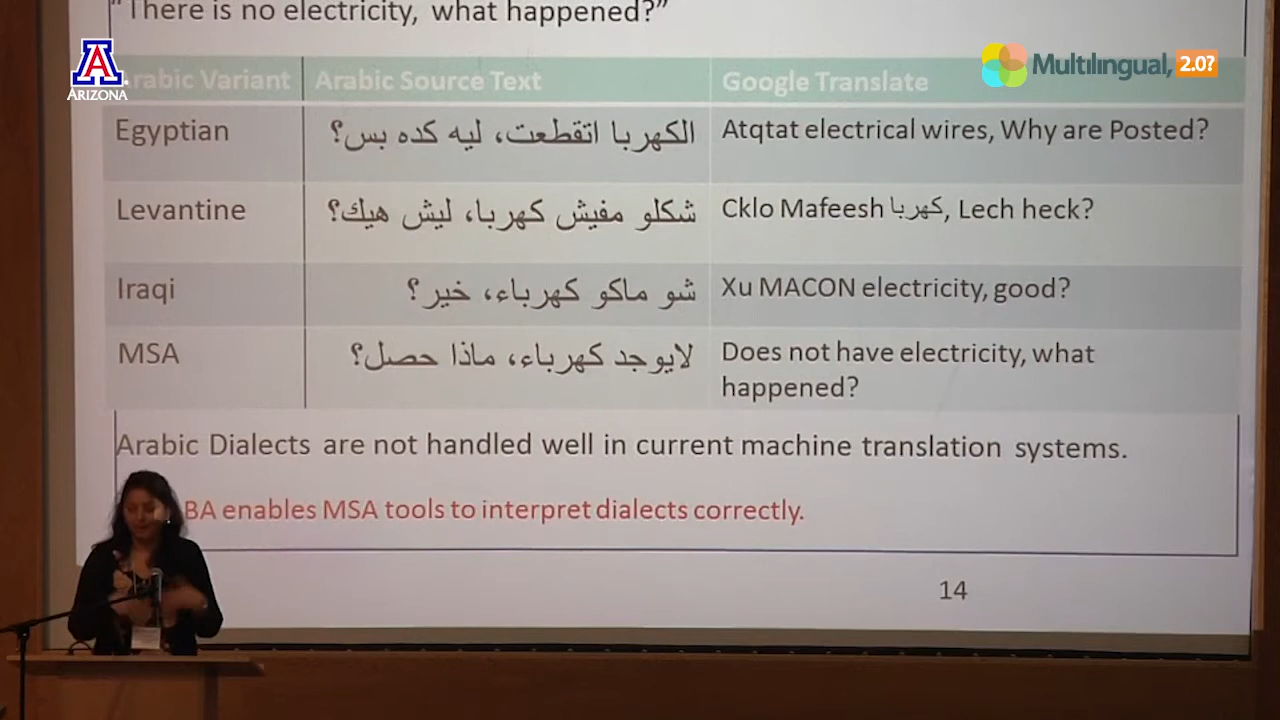 "There is no electricity, what happened?"
A
ARIZONA
Multilingual, 2.0?
rabic Variant Arabic Source Text Google Translate
Egyptian الكهربا اتقطعت، ليه كده بس؟ Atqtat electrical wires, Why are Posted?
Levantine شكلو مفيش كهربا، ليش هيك؟ Cklo Mafeesh كهربا, Lech heck?
Iraqi شو ماكو كهرباء، خير؟ Xu MACON electricity, good?
MSA لايوجد كهرباء، ماذا حصل؟ Does not have electricity, what
happened?
Arabic Dialects are not handled well in current machine translation systems.
BA enables MSA tools to interpret dialects correctly.
14